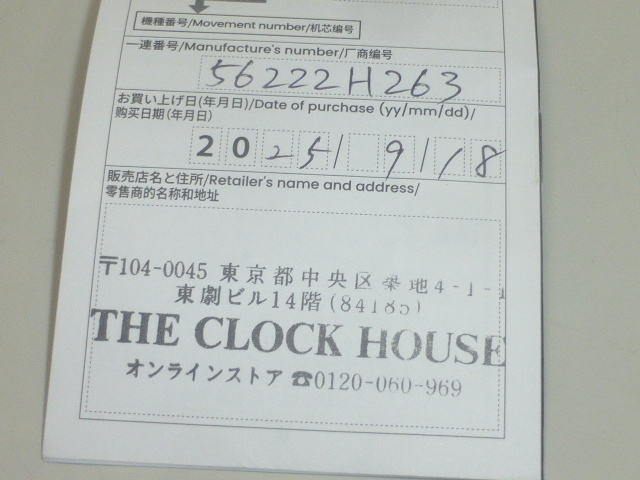 機種番号/Movement number/机芯编号
一連番号/Manufacture's number/厂商编号
56222H263
お買い上げ日(年月日)/Date of purchase (yy/mm/dd)/
购买日期(年月日)
2025/ 9/18
販売店名と住所/Retailer's name and address/
零售商的名称和地址
〒104-0045 東京都中央区築地4-1-1
東劇ビル14階(84185)
THE CLOCK HOUSE
オンラインストア ☎0120-060-969